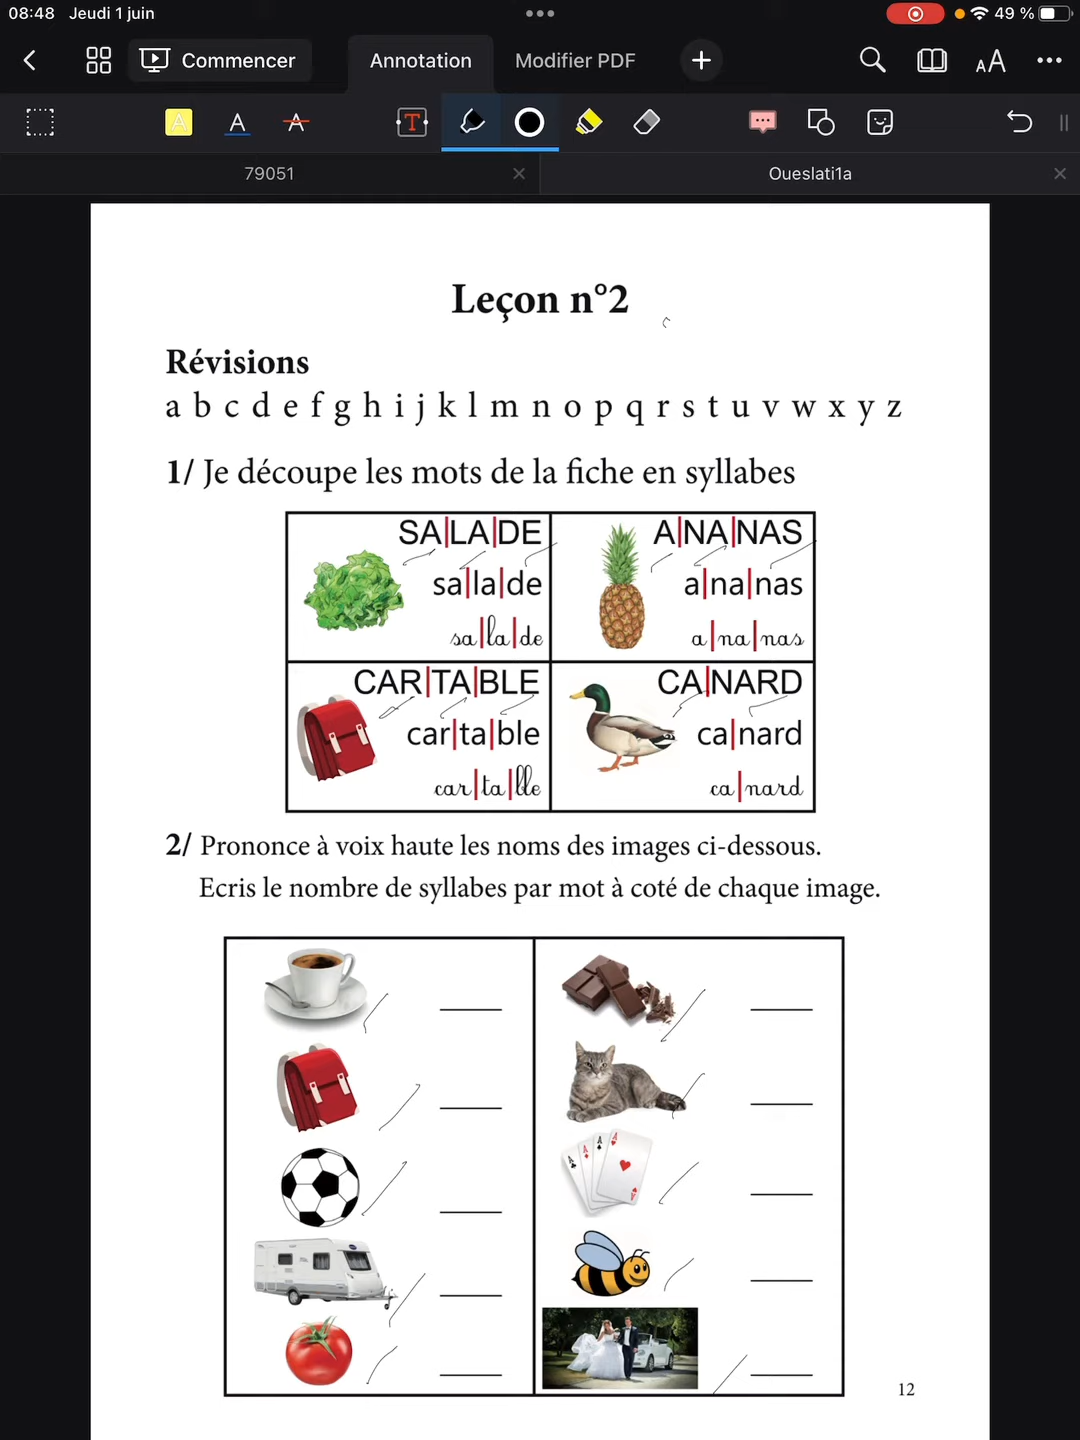 08:48 Jeudi 1 juin 49 %
Commencer Annotation Modifier PDF
79051 Oueslati1a
Leçon n°2
Révisions
a b c d e f g h i j k l m n o p q r s t u v w x y z
1/ Je découpe les mots de la fiche en syllabes
SA|LA|DE
sa|la|de
sa|la|de
A|NA|NAS
a|na|nas
a|na|nas
CAR|TA|BLE
car|ta|ble
car|ta|ble
CA|NARD
ca|nard
ca|nard
2/ Prononce à voix haute les noms des images ci-dessous.
Ecris le nombre de syllabes par mot à coté de chaque image.
12